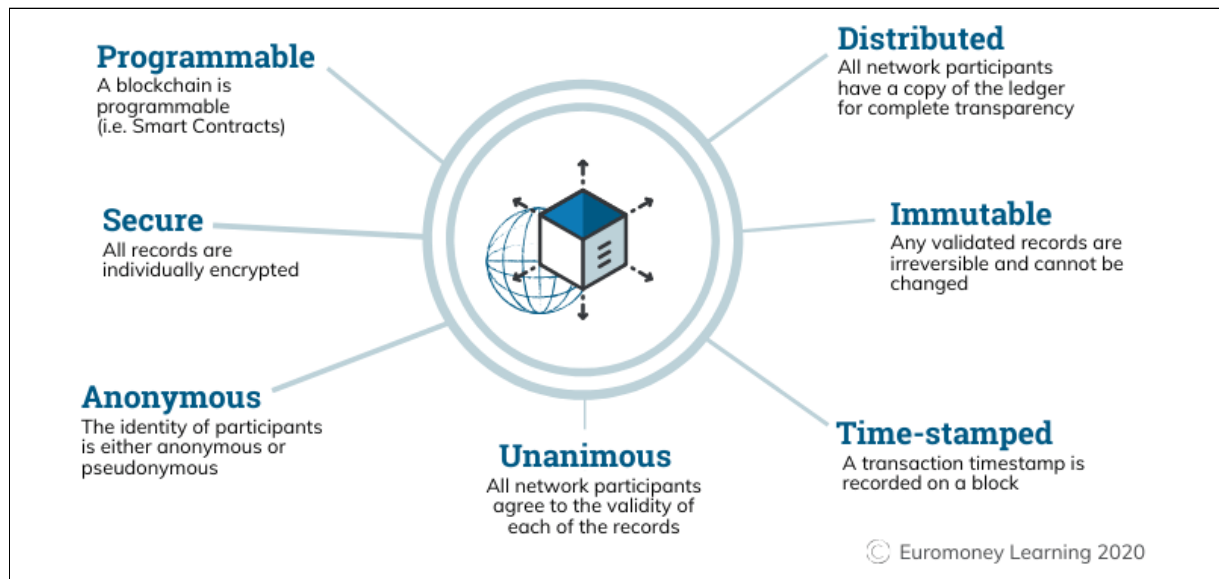 Programmable
A blockchain is
programmable
(i.e. Smart Contracts)
Distributed
All network participants
have a copy of the ledger
for complete transparency
Secure
All records are
individually encrypted
Immutable
Any validated records are
irreversible and cannot be
changed
Anonymous
The identity of participants
is either anonymous or
pseudonymous
Unanimous
All network participants
agree to the validity of
each of the records
Time-stamped
A transaction timestamp is
recorded on a block
© Euromoney Learning 2020